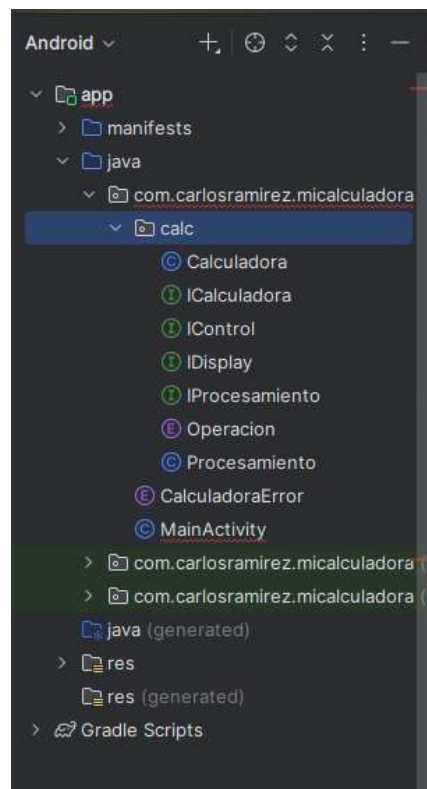 Android
app
manifests
java
com.carlosramirez.micalculadora
calc
Calculadora
ICalculadora
IControl
IDisplay
IProcesamiento
Operacion
Procesamiento
CalculadoraError
MainActivity
com.carlosramirez.micalculadora (
com.carlosramirez.micalculadora (
java (generated)
res
res (generated)
Gradle Scripts